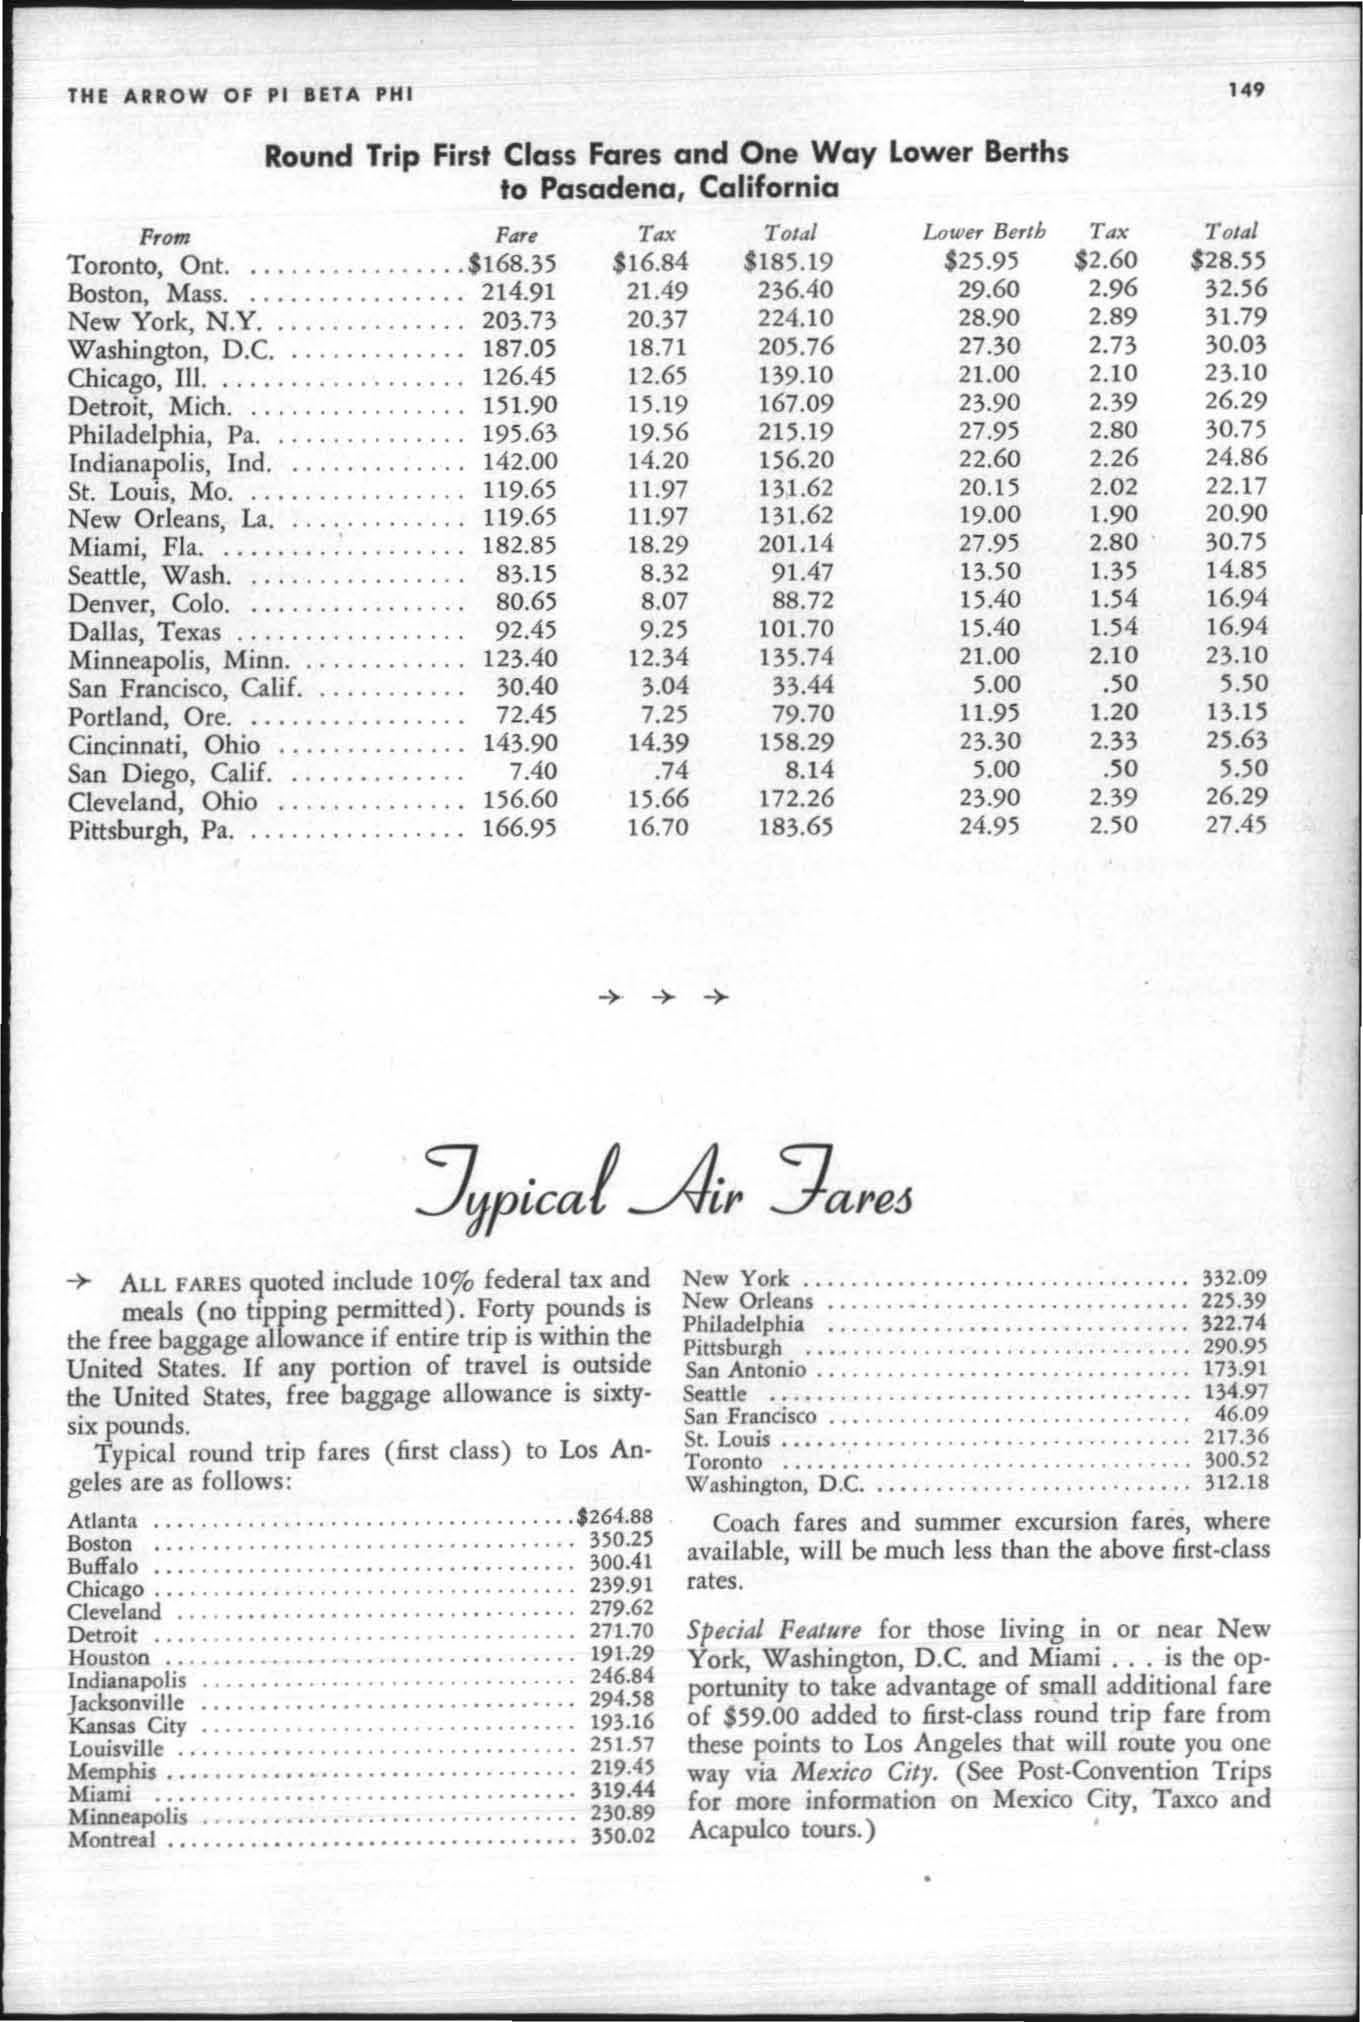 THE ARROW OF PI BETA PHI 149
Round Trip First Class Fares and One Way Lower Berths
to Pasadena, California
From Fare Tax Total Lower Berth Tax Total
Toronto, Ont. ................$168.35 $16.84 $185.19 $25.95 $2.60 $28.55
Boston, Mass. ................ 214.91 21.49 236.40 29.60 2.96 32.56
New York, N.Y. .............. 203.73 20.37 224.10 28.90 2.89 31.79
Washington, D.C. ............. 187.05 18.71 205.76 27.30 2.73 30.03
Chicago, Ill. .................. 126.45 12.65 139.10 21.00 2.10 23.10
Detroit, Mich. ................ 151.90 15.19 167.09 23.90 2.39 26.29
Philadelphia, Pa. .............. 195.63 19.56 215.19 27.95 2.80 30.75
Indianapolis, Ind. ............. 142.00 14.20 156.20 22.60 2.26 24.86
St. Louis, Mo. ................ 119.65 11.97 131.62 20.15 2.02 22.17
New Orleans, La. ............. 119.65 11.97 131.62 19.00 1.90 20.90
Miami, Fla. .................. 182.85 18.29 201.14 27.95 2.80 30.75
Seattle, Wash. ................ 83.15 8.32 91.47 13.50 1.35 14.85
Denver, Colo. ................ 80.65 8.07 88.72 15.40 1.54 16.94
Dallas, Texas ................. 92.45 9.25 101.70 15.40 1.54 16.94
Minneapolis, Minn. ............ 123.40 12.34 135.74 21.00 2.10 23.10
San Francisco, Calif. ........... 30.40 3.04 33.44 5.00 .50 5.50
Portland, Ore. ................ 72.45 7.25 79.70 11.95 1.20 13.15
Cincinnati, Ohio .............. 143.90 14.39 158.29 23.30 2.33 25.63
San Diego, Calif. ............. 7.40 .74 8.14 5.00 .50 5.50
Cleveland, Ohio .............. 156.60 15.66 172.26 23.90 2.39 26.29
Pittsburgh, Pa. ................ 166.95 16.70 183.65 24.95 2.50 27.45
→ → →
Typical Air Fares
→ ALL FARES quoted include 10% federal tax and
meals (no tipping permitted). Forty pounds is
the free baggage allowance if entire trip is within the
United States. If any portion of travel is outside
the United States, free baggage allowance is sixty-
six pounds.
Typical round trip fares (first class) to Los An-
geles are as follows:
Atlanta ....................................$264.88
Boston .................................... 350.25
Buffalo .................................... 300.41
Chicago .................................... 239.91
Cleveland .................................. 279.62
Detroit .................................... 271.70
Houston ................................... 191.29
Indianapolis ................................ 246.84
Jacksonville ................................ 294.58
Kansas City ................................ 193.16
Louisville .................................. 251.57
Memphis ................................... 219.45
Miami .................................... 319.44
Minneapolis ................................ 230.89
Montreal ................................... 350.02
New York ................................. 332.09
New Orleans ............................... 225.39
Philadelphia ............................... 322.74
Pittsburgh ................................. 290.95
San Antonio ................................ 173.91
Seattle .................................... 134.97
San Francisco ............................... 46.09
St. Louis ................................... 217.36
Toronto ................................... 300.52
Washington, D.C. ........................... 312.18
Coach fares and summer excursion fares, where
available, will be much less than the above first-class
rates.
Special Feature for those living in or near New
York, Washington, D.C. and Miami . . . is the op-
portunity to take advantage of small additional fare
of $59.00 added to first-class round trip fare from
these points to Los Angeles that will route you one
way via Mexico City. (See Post-Convention Trips
for more information on Mexico City, Taxco and
Acapulco tours.)